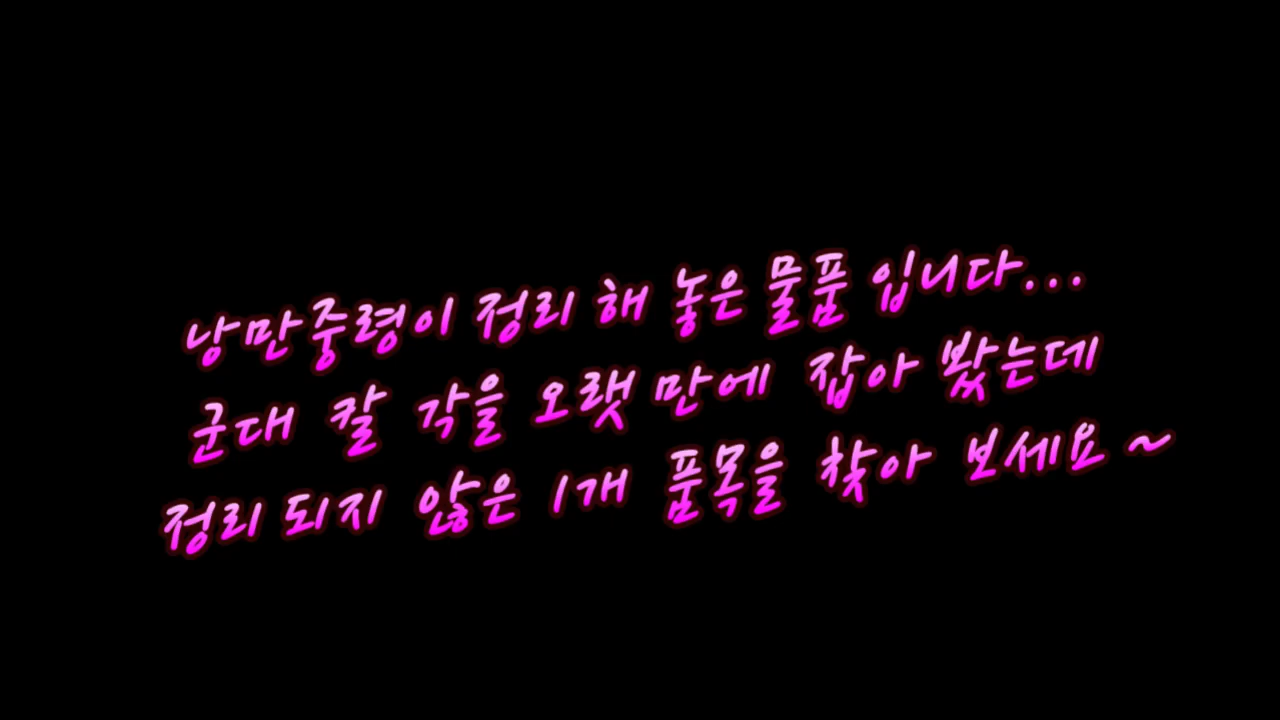 낭만중령이 정리 해 놓은 물품 입니다...
군대 칼 각을 오랫 만에 잡아 봤는데
정리 되지 않은 1개 품목을 찾아 보세요 ~